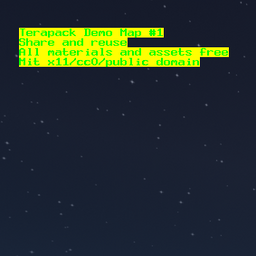 Terapack Demo Map #1
Share and reuse
All materials and assets free
Mit x11/cc0/public domain